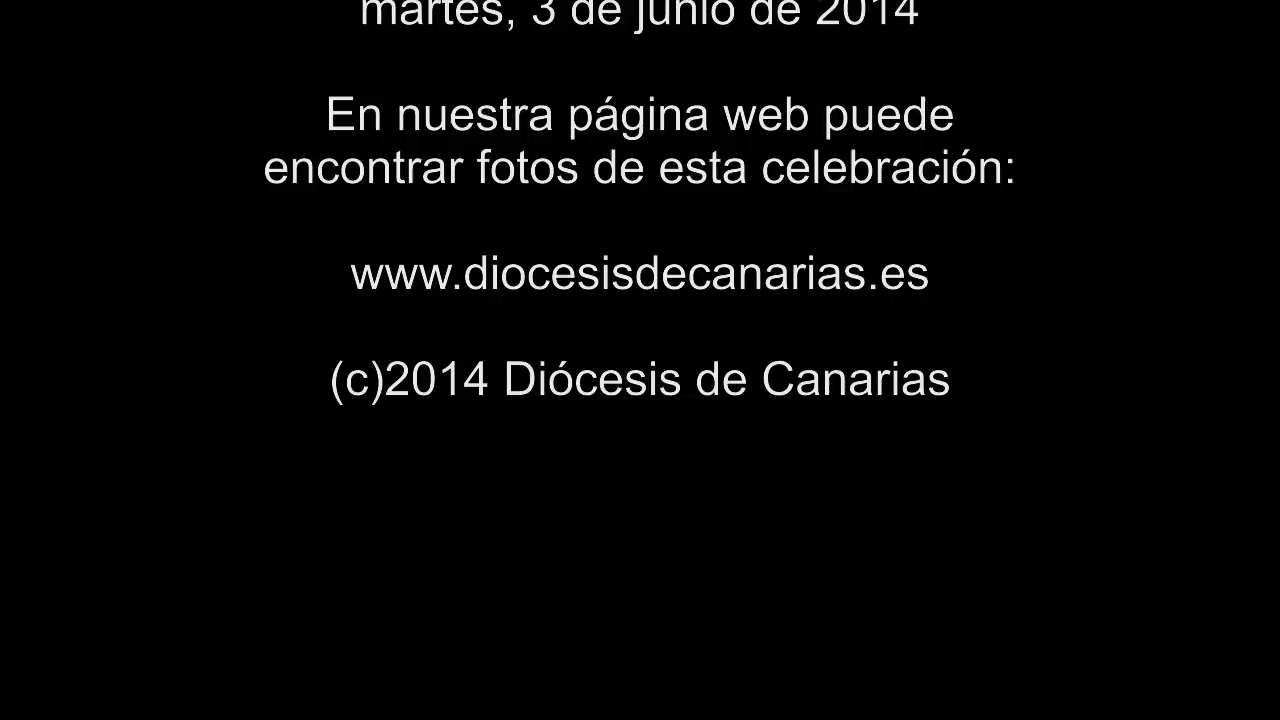 martes, 3 de junio de 2014
En nuestra página web puede
encontrar fotos de esta celebración:
www.diocesisdecanarias.es
(c)2014 Diócesis de Canarias